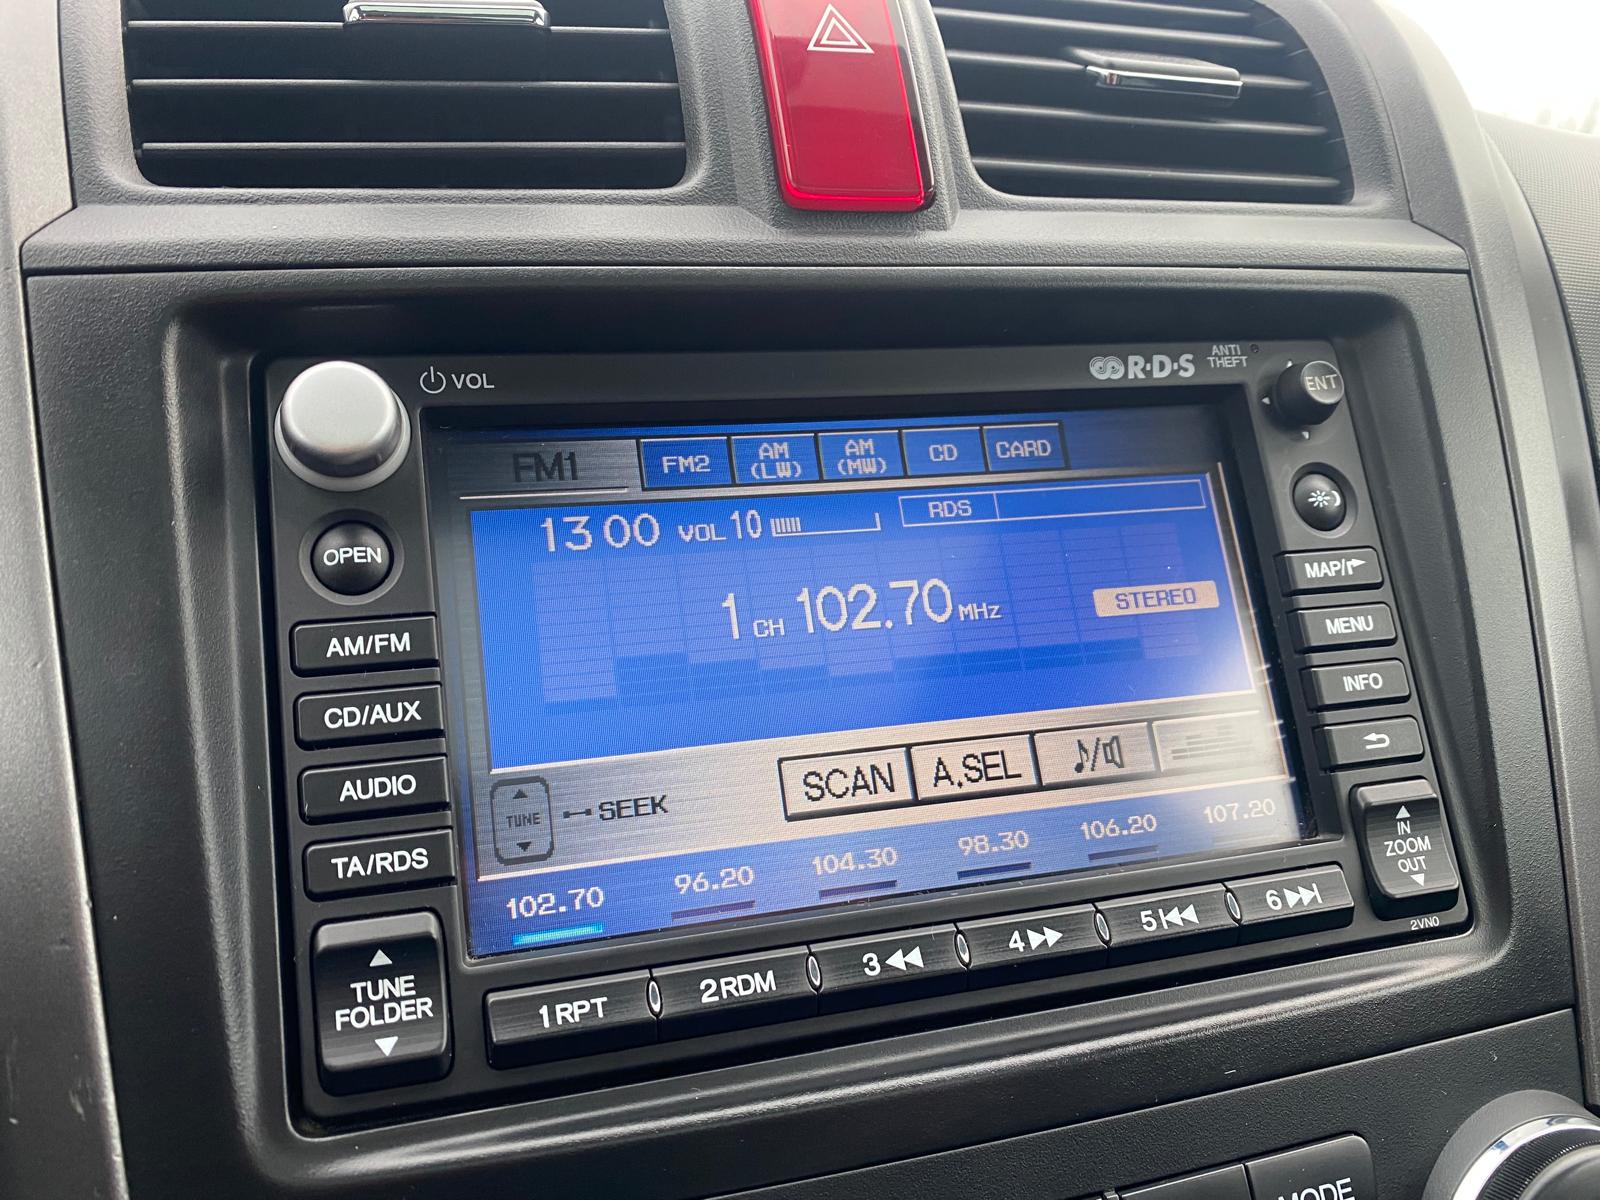 VOL
R·D·S
ANTI
THEFT
ENT
FM1
FM2
AM
(LW)
AM
(MW)
CD
CARD
OPEN
13 00 VOL 10
RDS
1 CH 102.70 MHz
STEREO
MAP/
MENU
INFO
AM/FM
CD/AUX
AUDIO
TA/RDS
TUNE
SEEK
SCAN
A.SEL
102.70 96.20 104.30 98.30 106.20 107.20
IN
ZOOM
OUT
2VN0
TUNE
FOLDER
1 RPT
2 RDM
3
4
5
6
MODE